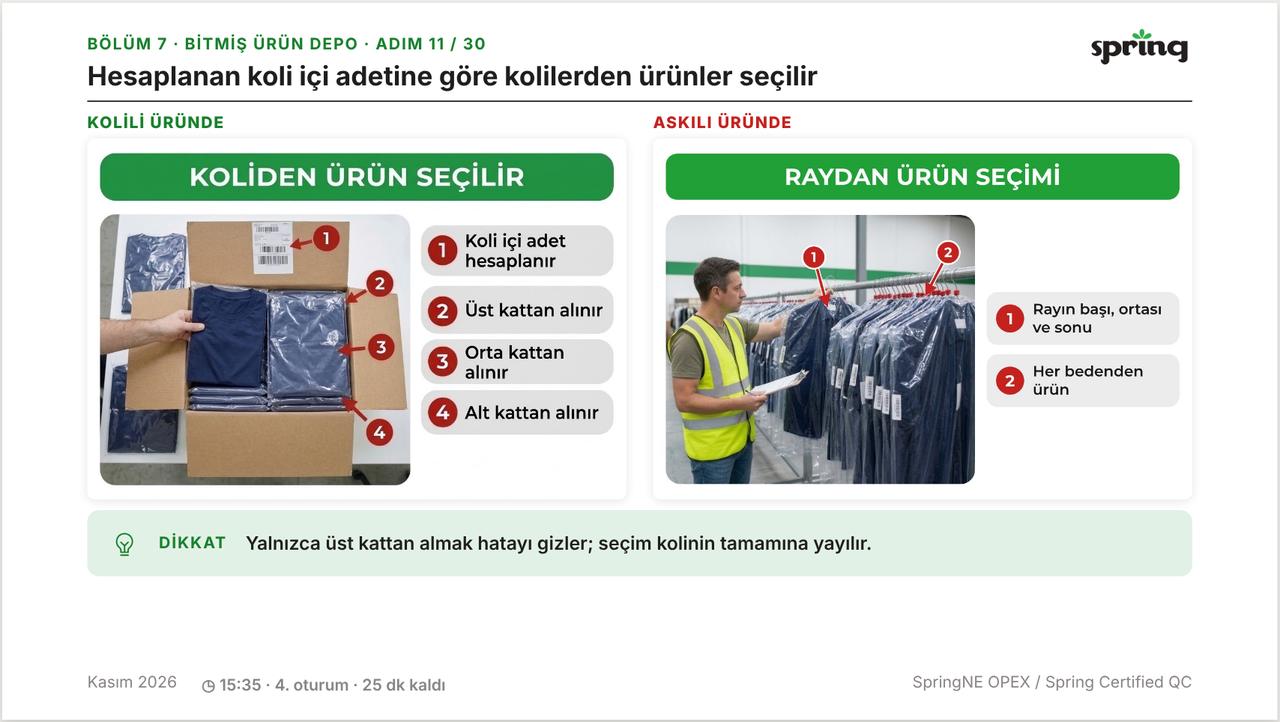 BÖLÜM 7 · BİTMİŞ ÜRÜN DEPO · ADIM 11 / 30
spring
Hesaplanan koli içi adetine göre kolilerden ürünler seçilir
KOLİLİ ÜRÜNDE
KOLİDEN ÜRÜN SEÇİLİR
1
2
3
4
1 Koli içi adet
hesaplanır
2 Üst kattan alınır
3 Orta kattan
alınır
4 Alt kattan alınır
ASKILI ÜRÜNDE
RAYDAN ÜRÜN SEÇİMİ
1
2
1 Rayın başı, ortası
ve sonu
2 Her bedenden
ürün
DİKKAT Yalnızca üst kattan almak hatayı gizler; seçim kolinin tamamına yayılır.
Kasım 2026 15:35 · 4. oturum · 25 dk kaldı
SpringNE OPEX / Spring Certified QC